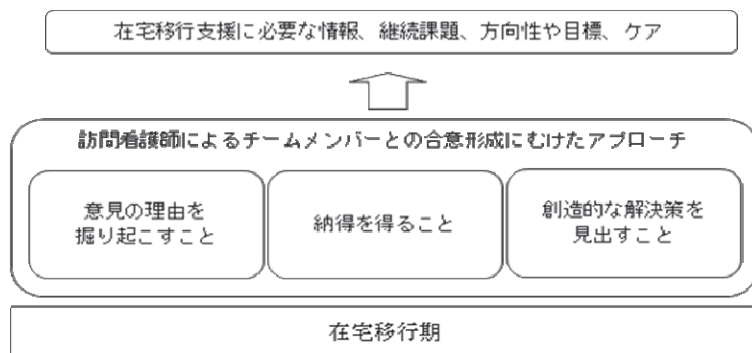 在宅移行支援に必要な情報、継続課題、方向性や目標、ケア
訪問看護師によるチームメンバーとの合意形成にむけたアプローチ
意見の理由を
掘り起こすこと
納得を得ること
創造的な解決策を
見出すこと
在宅移行期